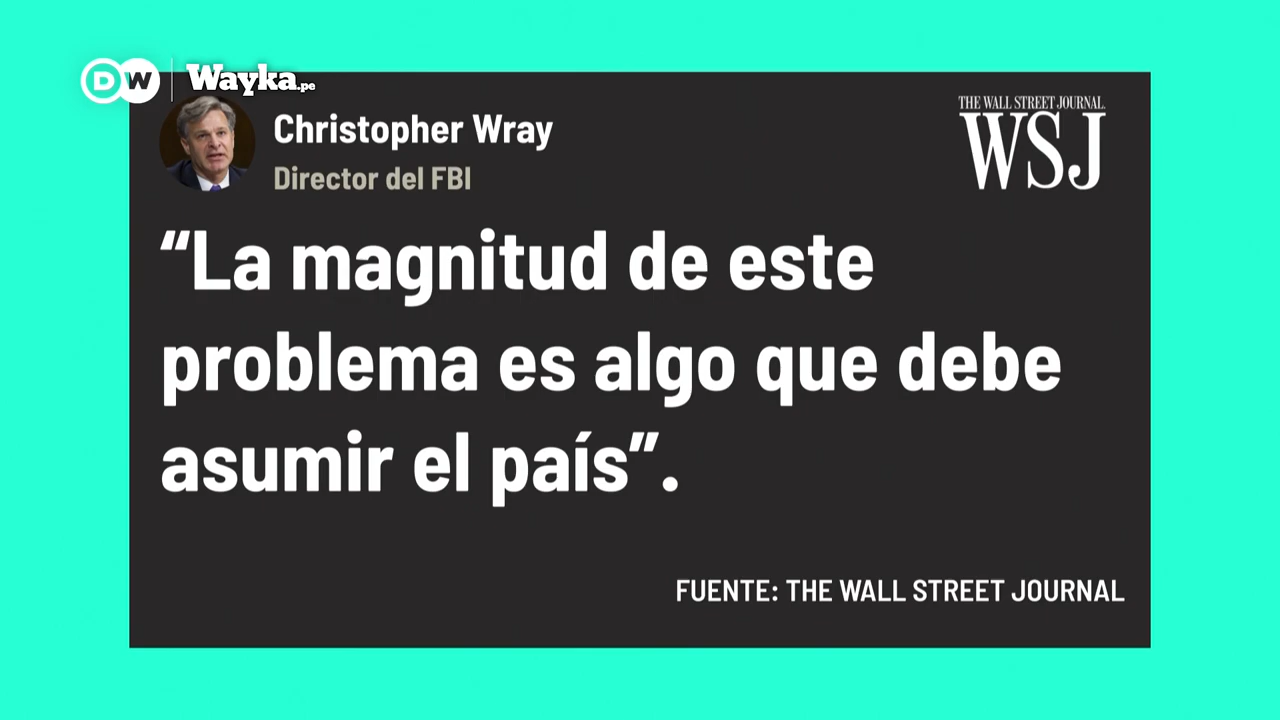 DW Wayka.pe
Christopher Wray
Director del FBI
THE WALL STREET JOURNAL.
WSJ
“La magnitud de este
problema es algo que debe
asumir el país”.
FUENTE: THE WALL STREET JOURNAL